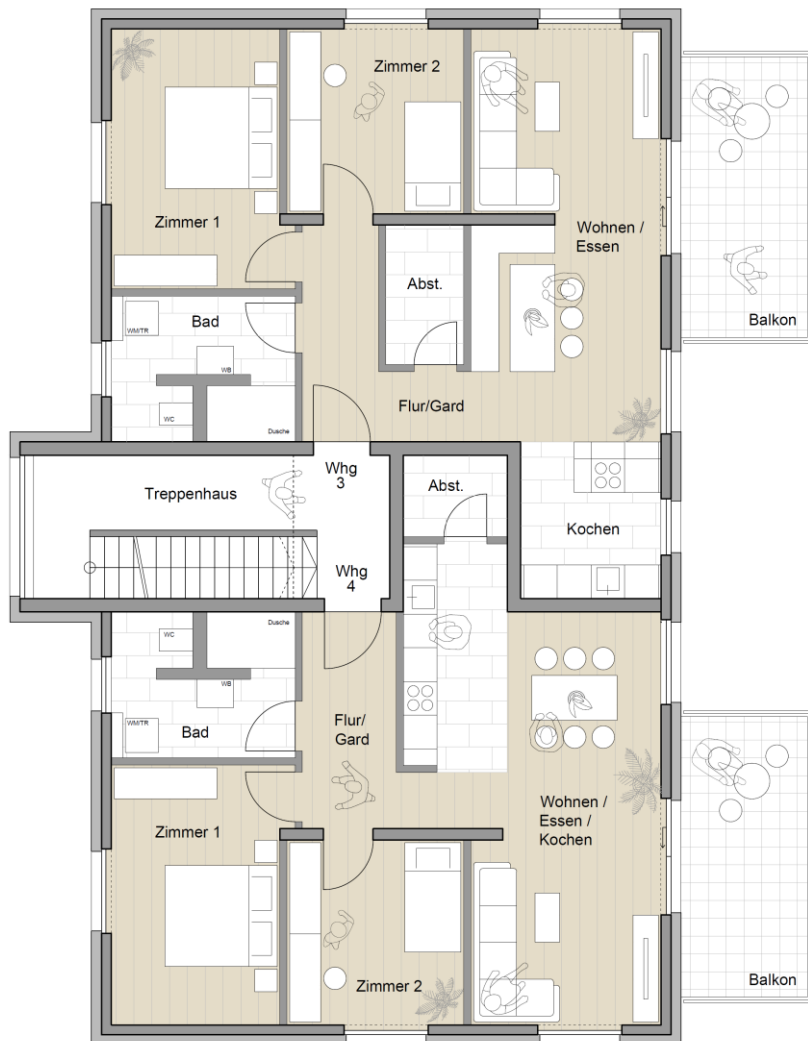 Zimmer 2
Zimmer 1
Wohnen /
Essen
Abst.
Balkon
Bad
WM/TR
WB
WC
Dusche
Flur/Gard
Whg
3
Treppenhaus
Abst.
Kochen
Whg
4
Dusche
WC
WB
WM/TR
Bad
Flur/
Gard
Zimmer 1
Wohnen /
Essen /
Kochen
Zimmer 2
Balkon